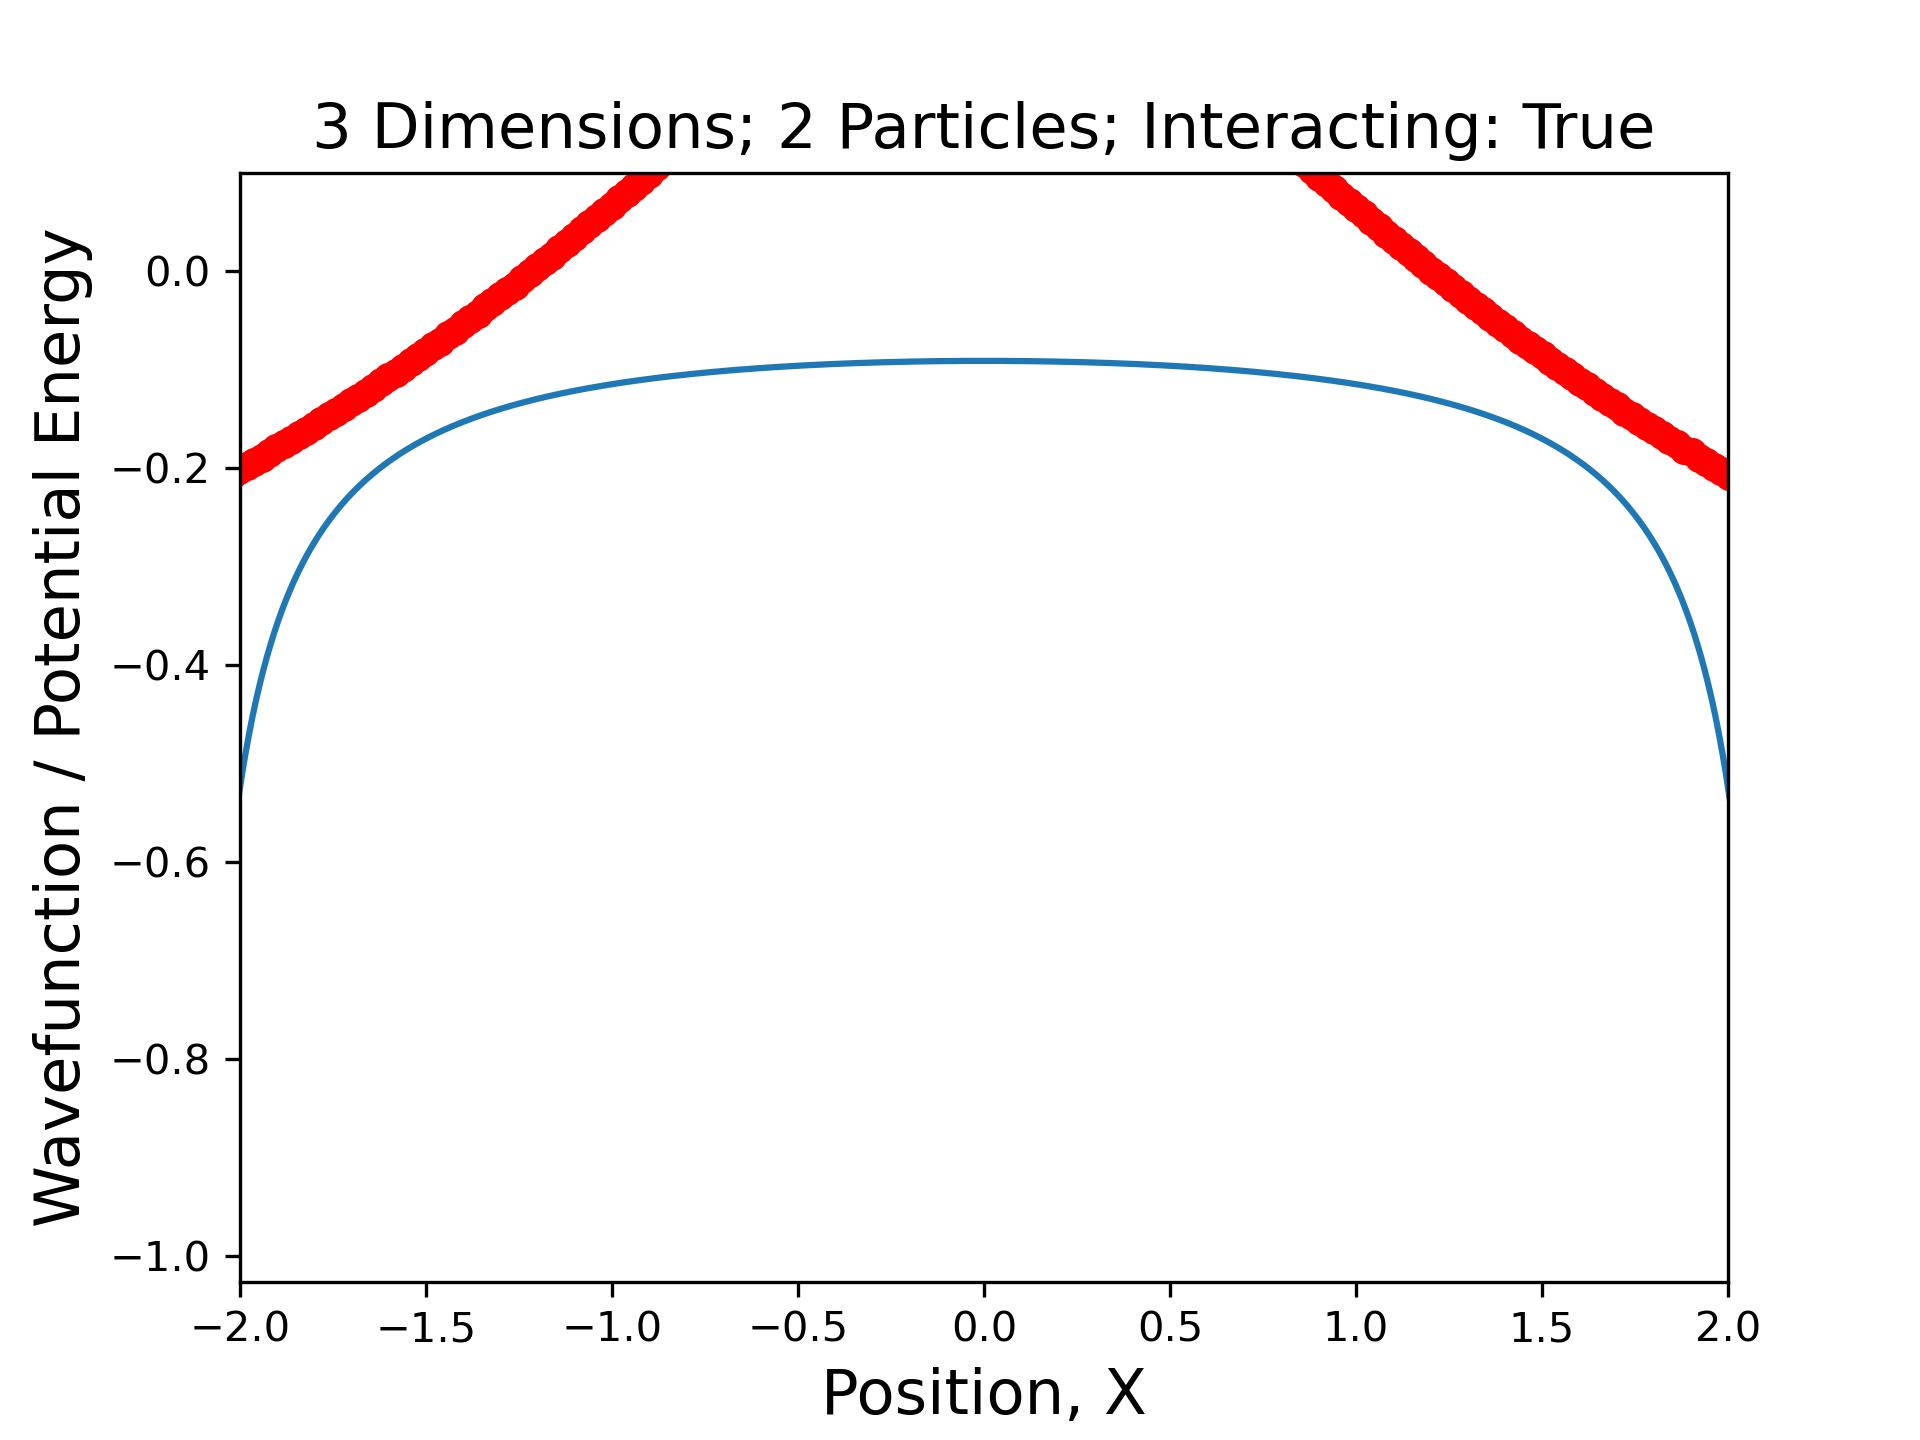 3 Dimensions; 2 Particles; Interacting: True
Wavefunction / Potential Energy
0.0
−0.2
−0.4
−0.6
−0.8
−1.0
−2.0 −1.5 −1.0 −0.5 0.0 0.5 1.0 1.5 2.0
Position, X